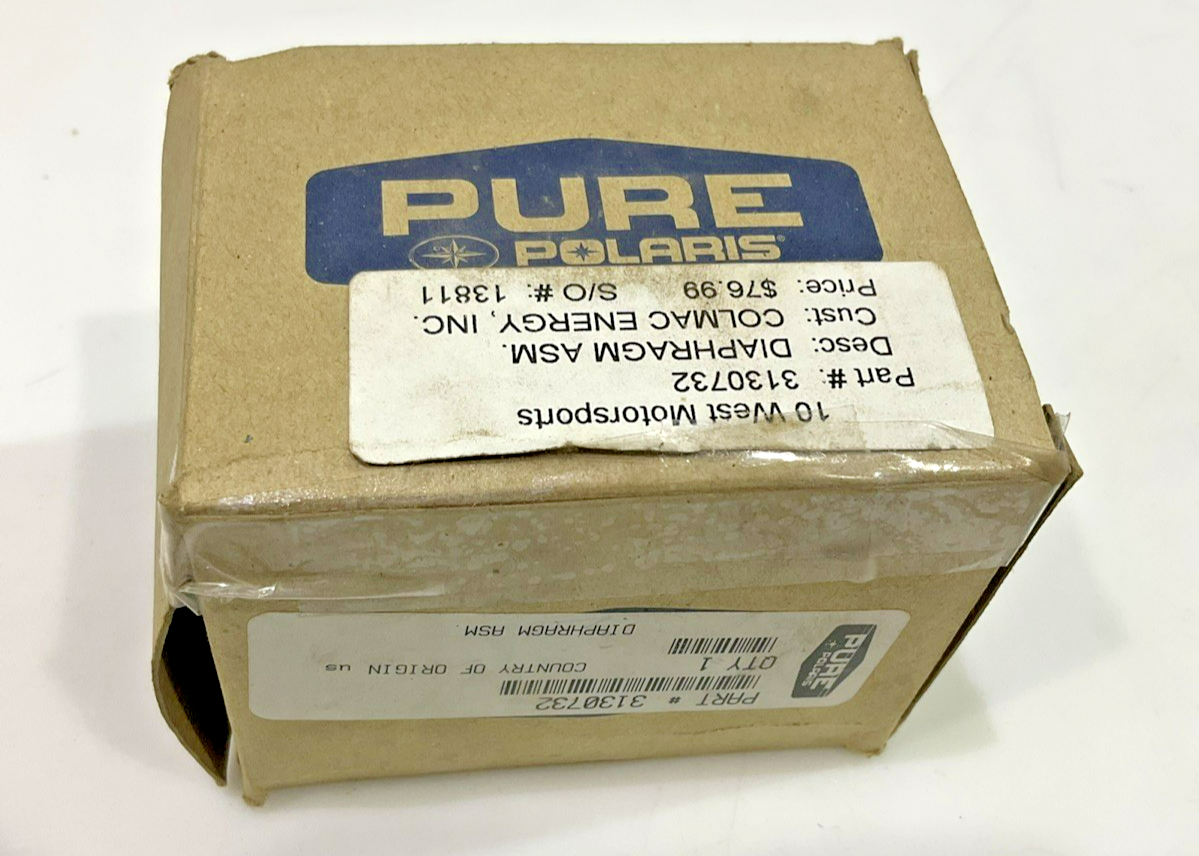 PURE
POLARIS®
10 West Motorsports
Part #: 3130732
Desc: DIAPHRAGM ASM.
Cust: COLMAC ENERGY, INC.
Price: $76.99 S/O #: 13811
PART # 3130732
QTY 1 COUNTRY OF ORIGIN us
DIAPHRAGM ASM.
PURE
POLARIS